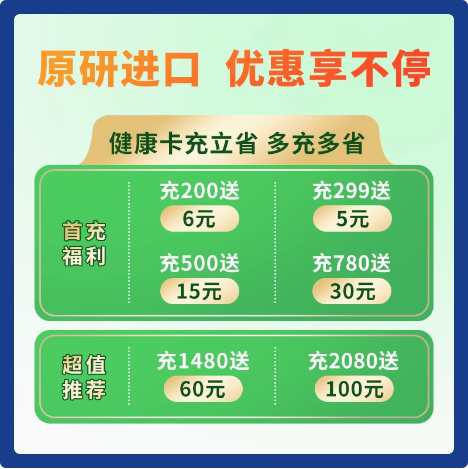 原研进口 优惠享不停
健康卡充立省 多充多省
首充
福利
充200送
6元
充299送
5元
充500送
15元
充780送
30元
超值
推荐
充1480送
60元
充2080送
100元